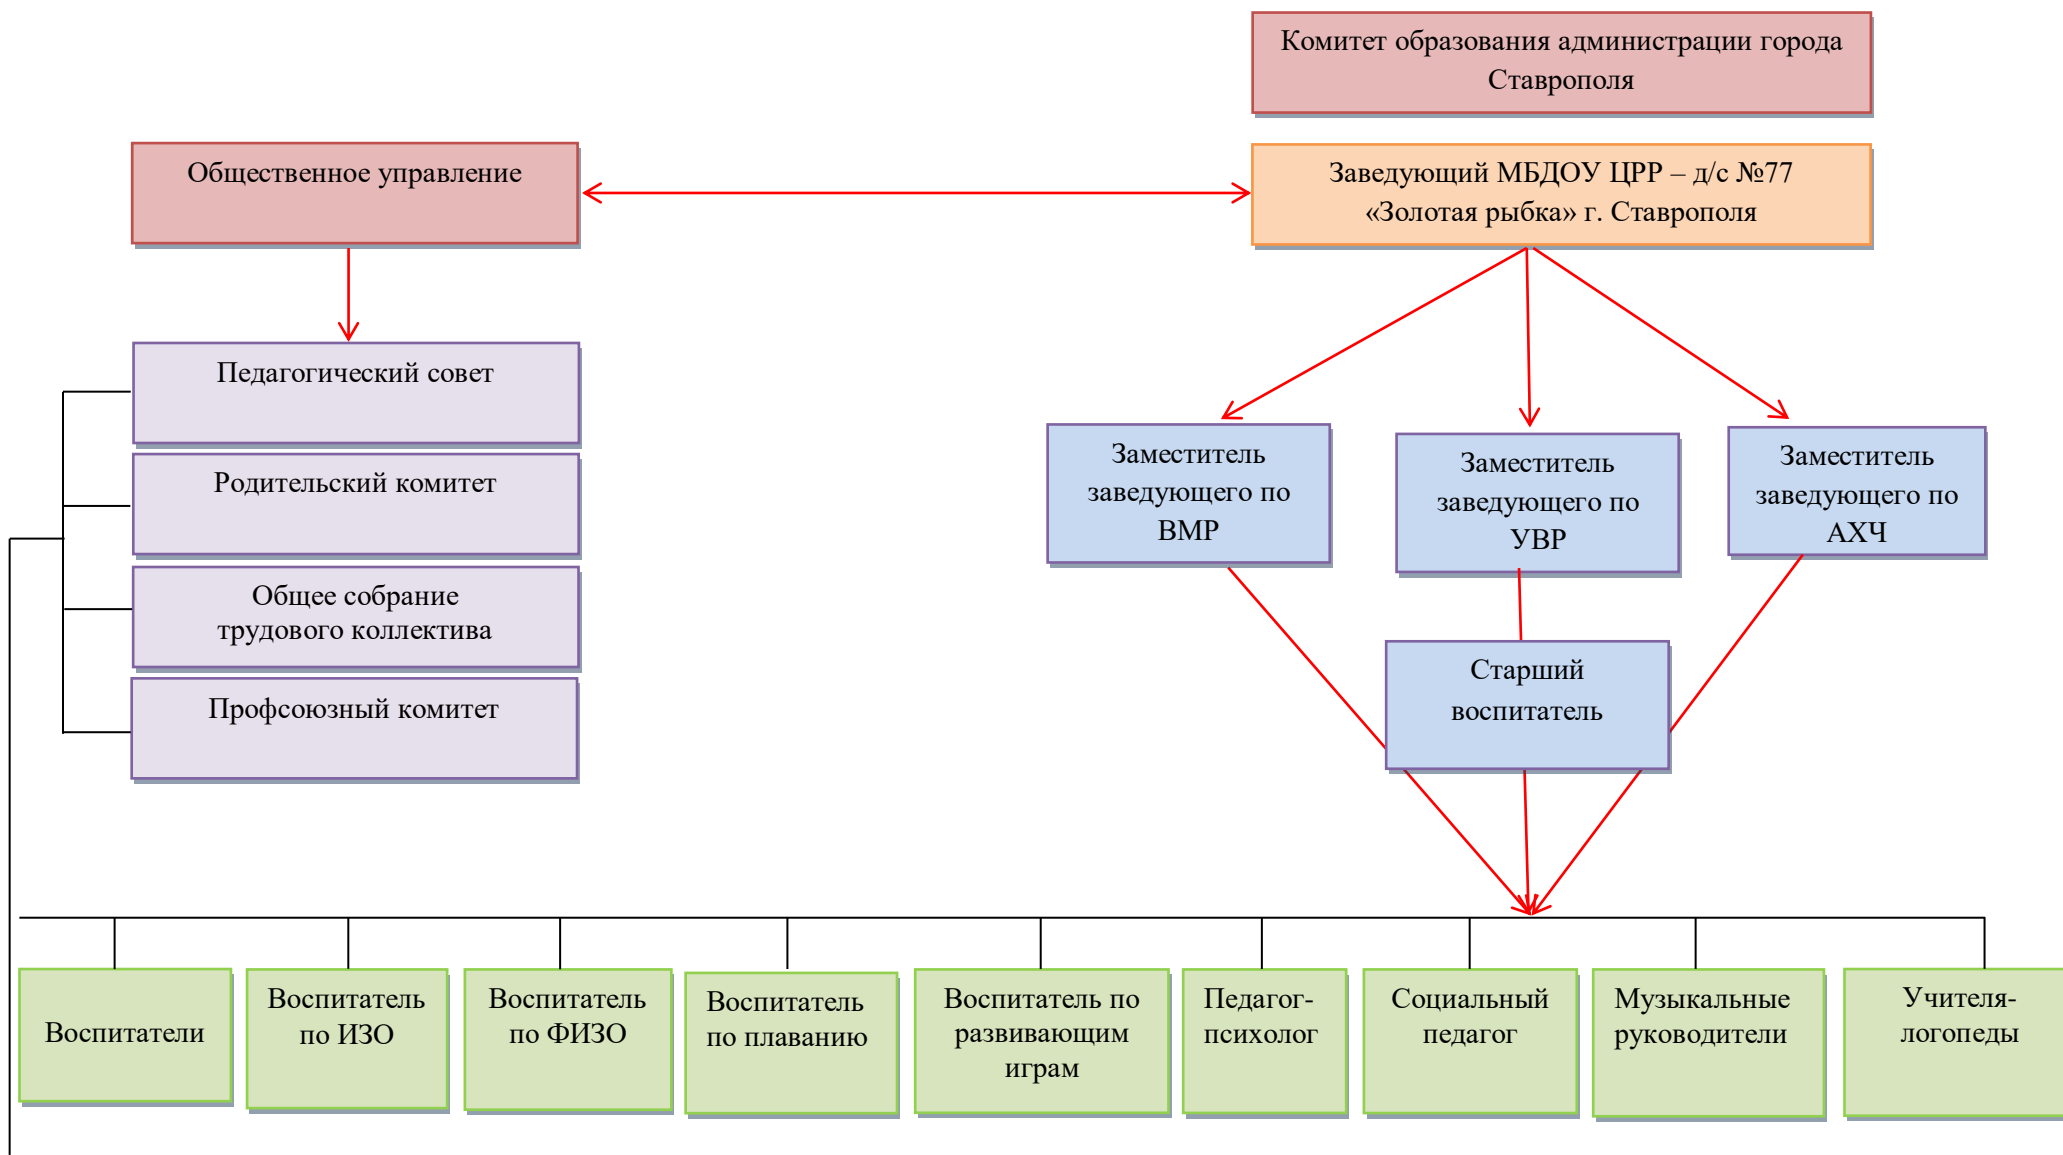 Комитет образования администрации города
Ставрополя
Общественное управление
Заведующий МБДОУ ЦРР – д/с №77
«Золотая рыбка» г. Ставрополя
Педагогический совет
Родительский комитет
Общее собрание
трудового коллектива
Профсоюзный комитет
Заместитель
заведующего по
ВМР
Заместитель
заведующего по
УВР
Заместитель
заведующего по
АХЧ
Старший
воспитатель
Воспитатели
Воспитатель
по ИЗО
Воспитатель
по ФИЗО
Воспитатель
по плаванию
Воспитатель по
развивающим
играм
Педагог-
психолог
Социальный
педагог
Музыкальные
руководители
Учителя-
логопеды